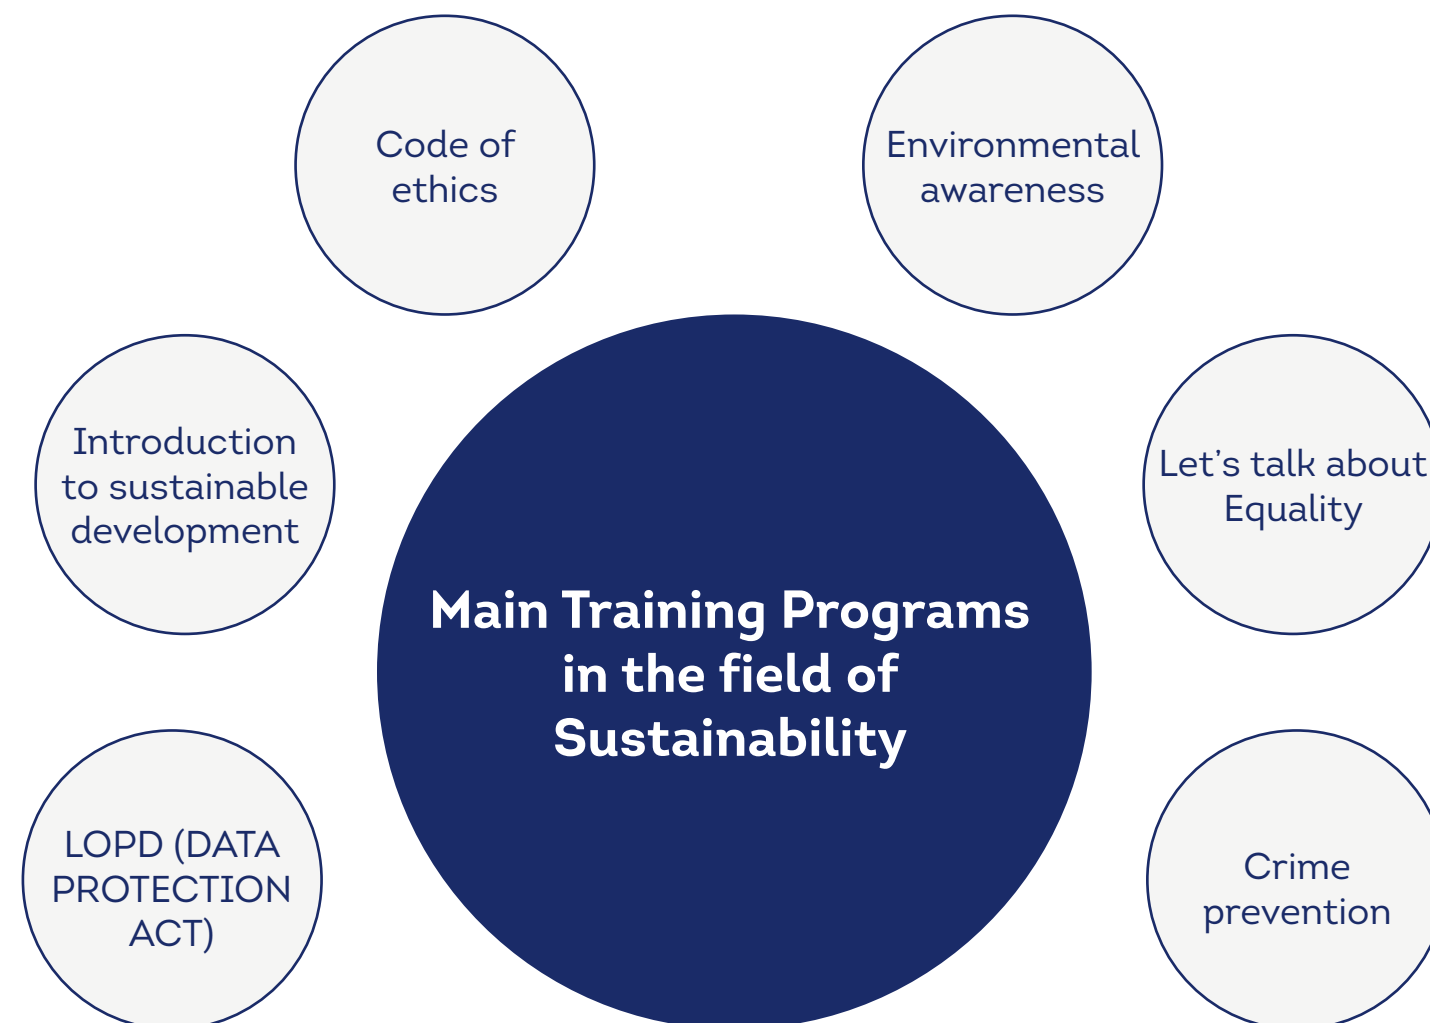 Code of
ethics
Environmental
awareness
Introduction
to sustainable
development
Let's talk about
Equality
Main Training Programs
in the field of
Sustainability
LOPD (DATA
PROTECTION
ACT)
Crime
prevention